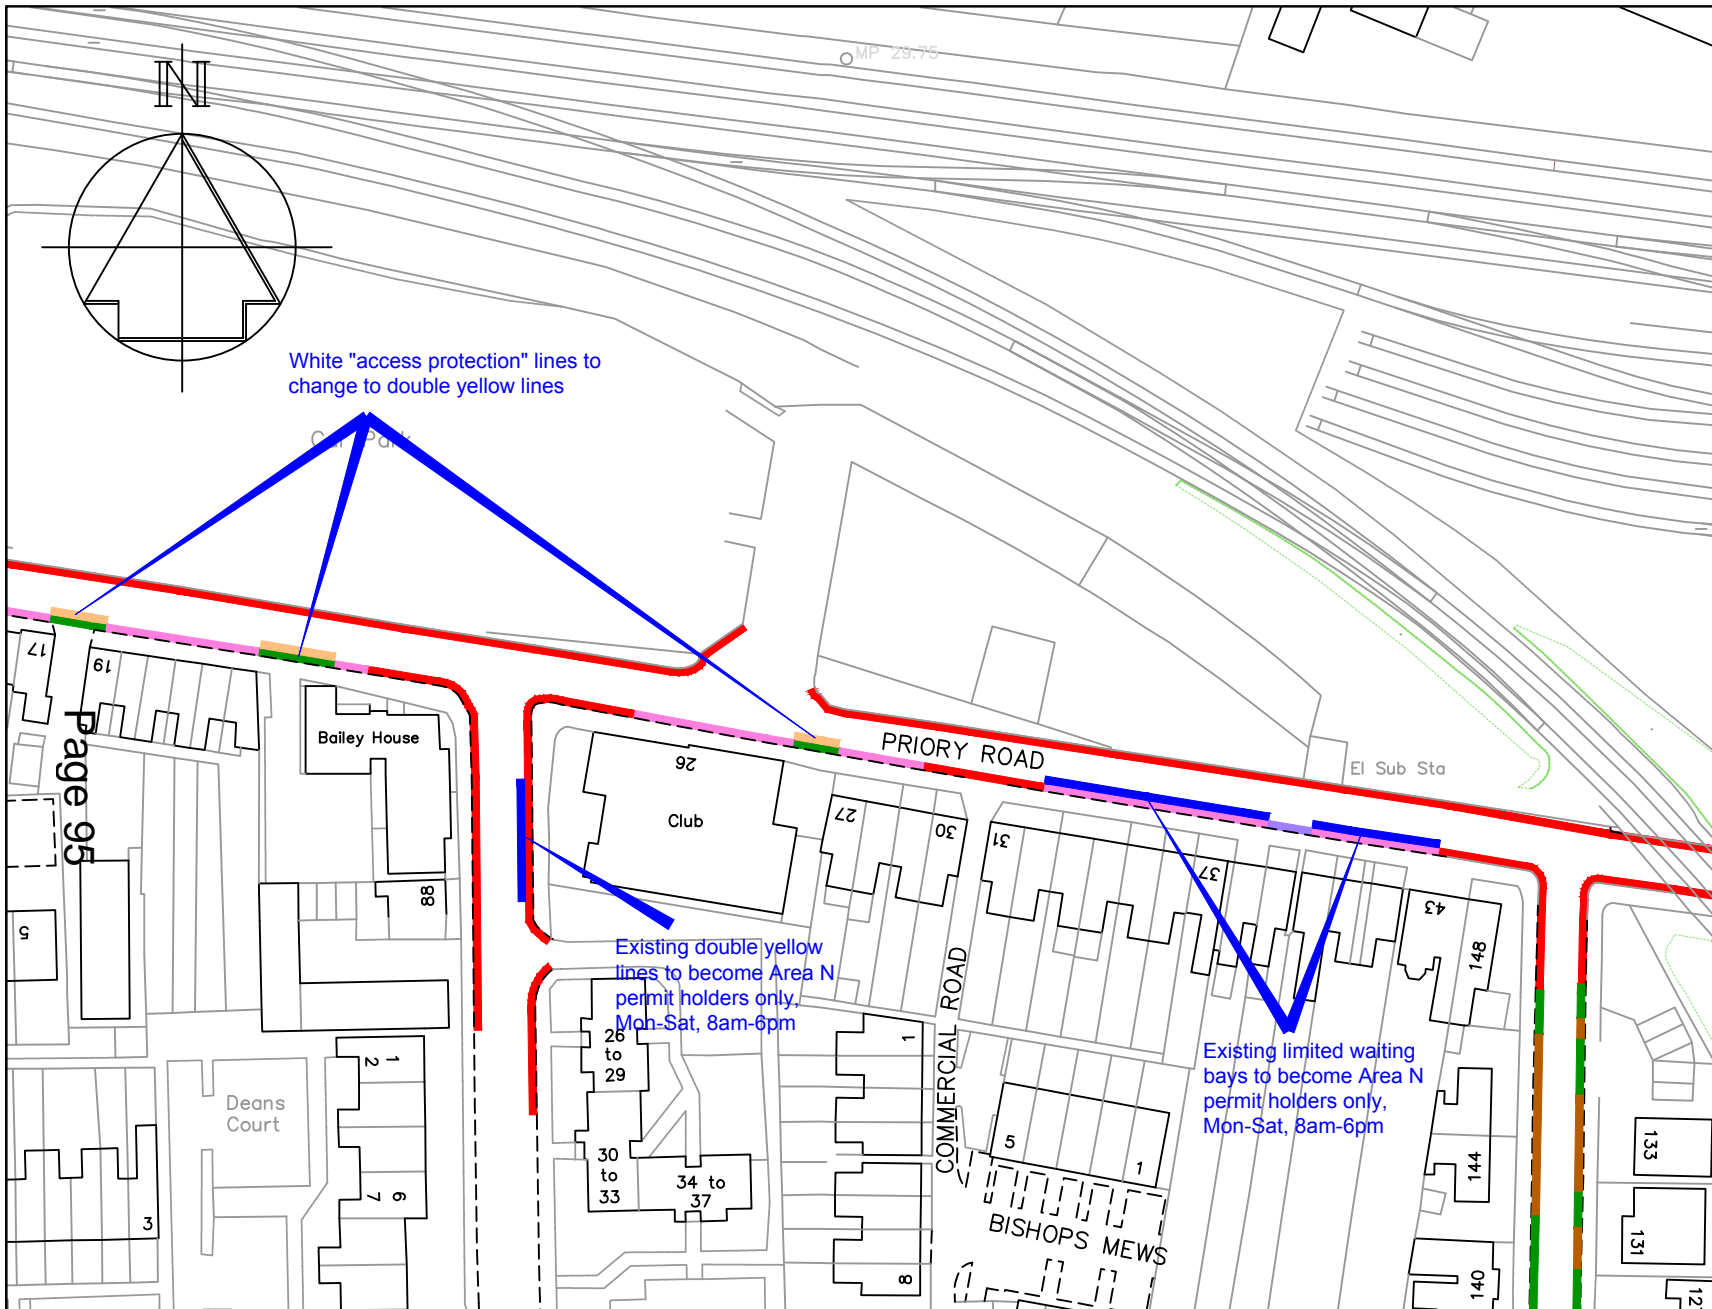 MP 29.75
N
White "access protection" lines to
change to double yellow lines
Car Park
17
19
Page 95
Bailey House
26
Club
PRIORY ROAD
El Sub Sta
27
30
31
37
43
148
88
5
Existing double yellow
lines to become Area N
permit holders only,
Mon-Sat, 8am-6pm
COMMERCIAL ROAD
Existing limited waiting
bays to become Area N
permit holders only,
Mon-Sat, 8am-6pm
26
to
29
1
2
1
Deans
Court
30
to
33
34 to
37
5
1
144
133
7
6
3
BISHOPS MEWS
131
8
140